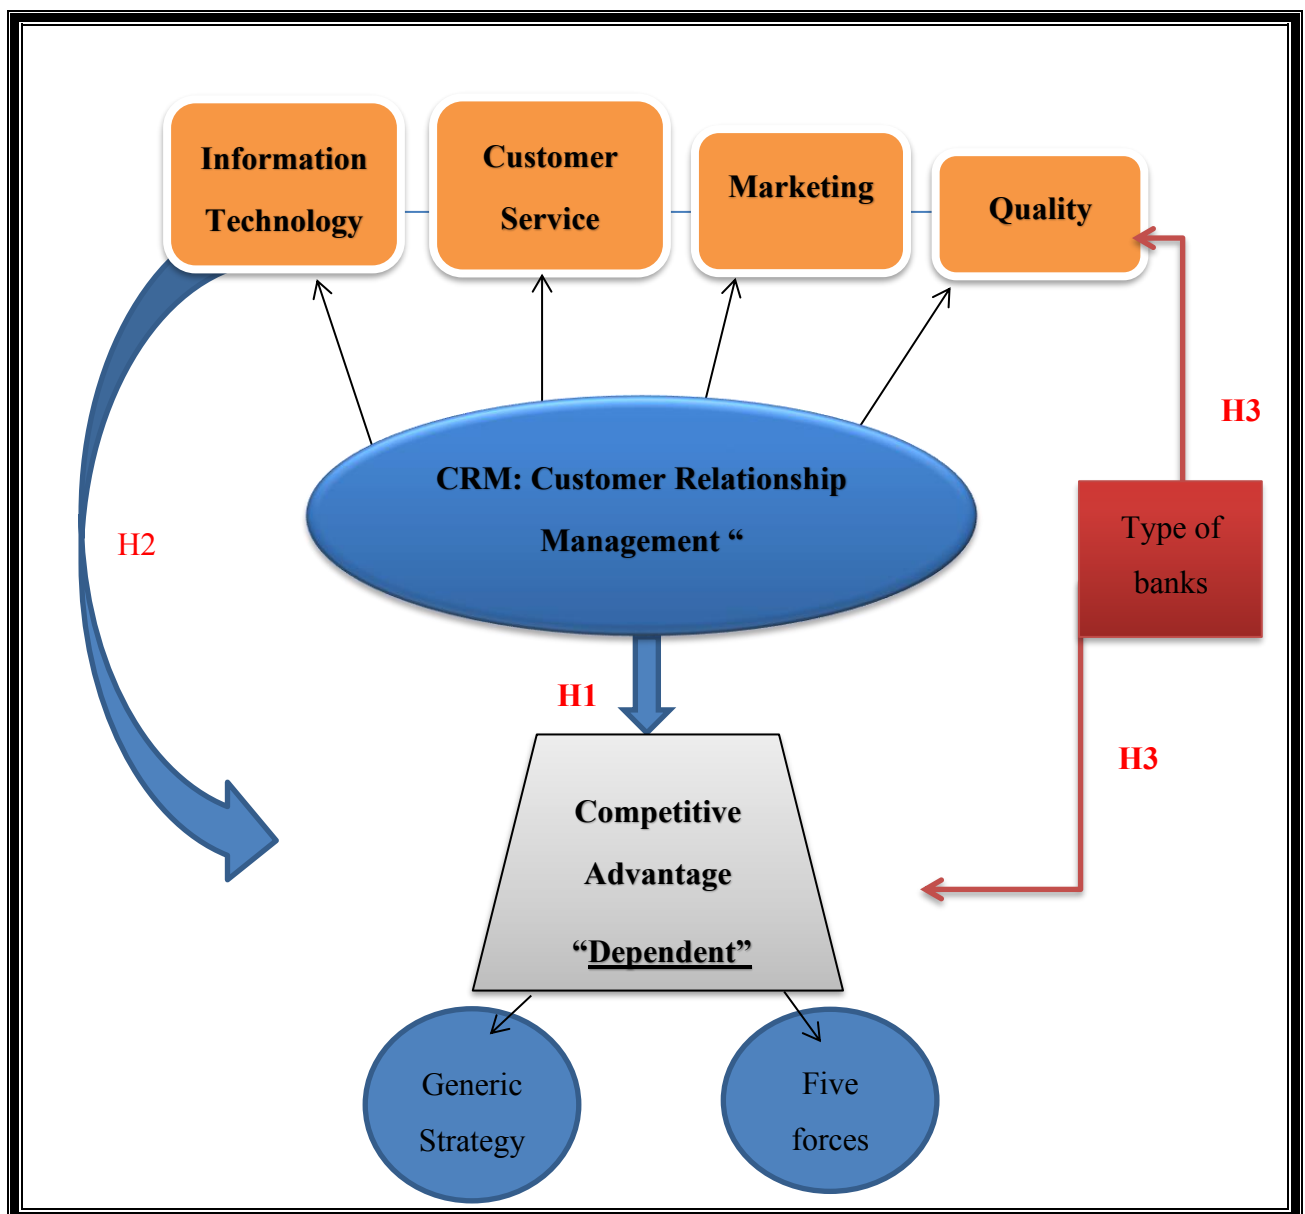 Information
Technology
Customer
Service
Marketing
Quality
H3
CRM: Customer Relationship
Management “
Type of
banks
H2
H1
H3
Competitive
Advantage
“Dependent”
Generic
Strategy
Five
forces